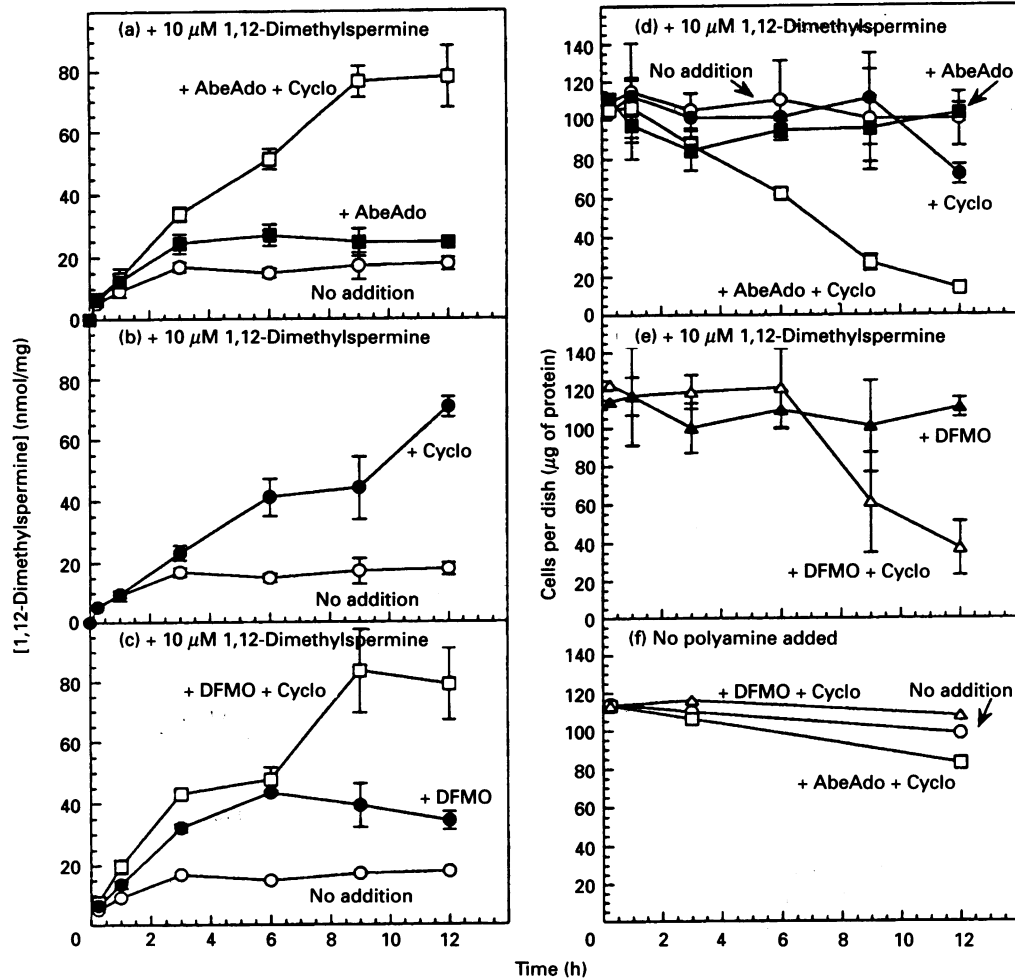 [1,12-Dimethylspermine] (nmol/mg)
(a) + 10 μM 1,12-Dimethylspermine
80
60
40
20
0
+ AbeAdo + Cyclo
+ AbeAdo
No addition
(b) + 10 μM 1,12-Dimethylspermine
80
60
40
20
0
+ Cyclo
No addition
(c) + 10 μM 1,12-Dimethylspermine
80
60
40
20
+ DFMO + Cyclo
+ DFMO
No addition
0 2 4 6 8 10 12
Cells per dish (μg of protein)
(d) + 10 μM 1,12-Dimethylspermine
140
120
100
80
60
40
20
0
No addition
+ AbeAdo
+ Cyclo
+ AbeAdo + Cyclo
(e) + 10 μM 1,12-Dimethylspermine
140
120
100
80
60
40
20
0
+ DFMO
+ DFMO + Cyclo
(f) No polyamine added
140
120
100
80
60
40
20
+ DFMO + Cyclo
No addition
+ AbeAdo + Cyclo
0 2 4 6 8 10 12
Time (h)